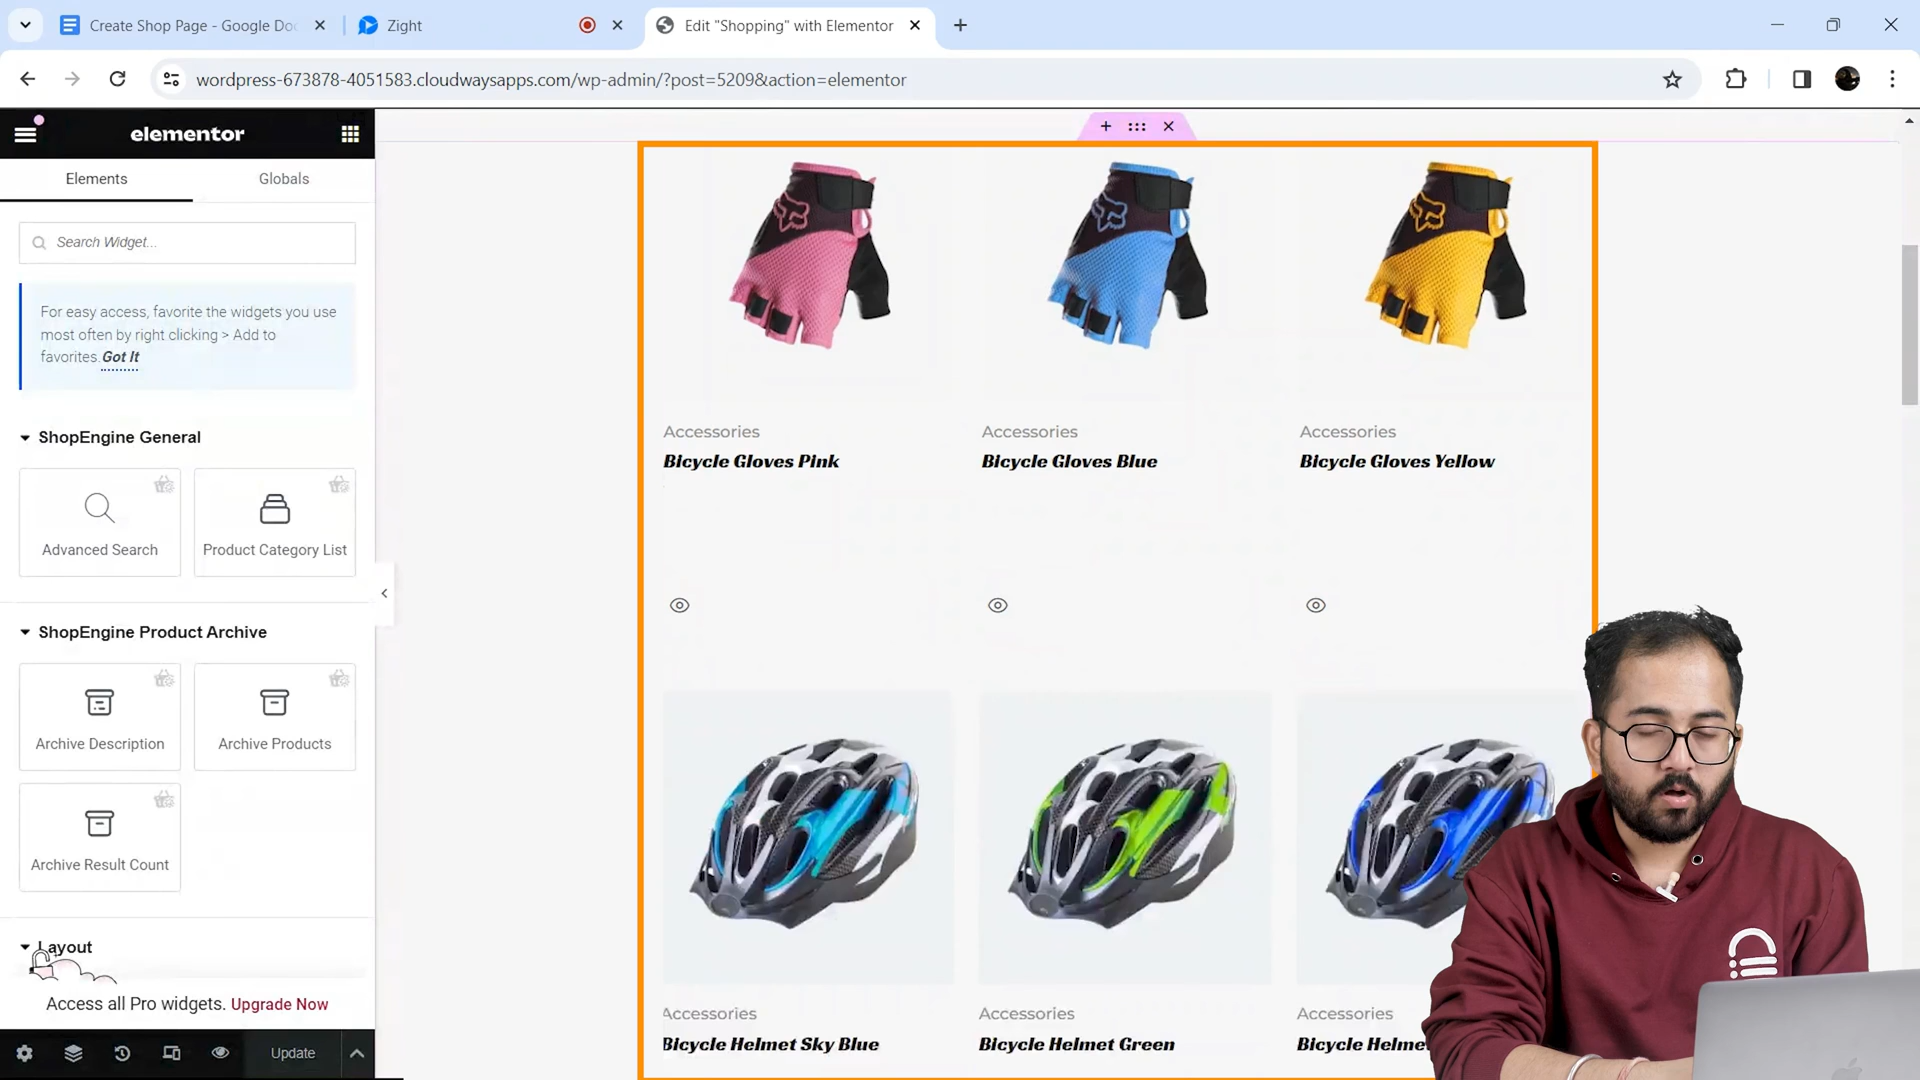 Create Shop Page - Google Do
Zight
Edit "Shopping" with Elementor
wordpress-673878-4051583.cloudwaysapps.com/wp-admin/?post=5209&action=elementor
elementor
Elements
Globals
Search Widget...
For easy access, favorite the widgets you use
most often by right clicking > Add to
favorites. Got It
ShopEngine General
Advanced Search
Product Category List
ShopEngine Product Archive
Archive Description
Archive Products
Archive Result Count
Layout
Access all Pro widgets. Upgrade Now
Update
Accessories
Bicycle Gloves Pink
Accessories
Bicycle Gloves Blue
Accessories
Bicycle Gloves Yellow
Accessories
Bicycle Helmet Sky Blue
Accessories
Bicycle Helmet Green
Accessories
Bicycle Helme